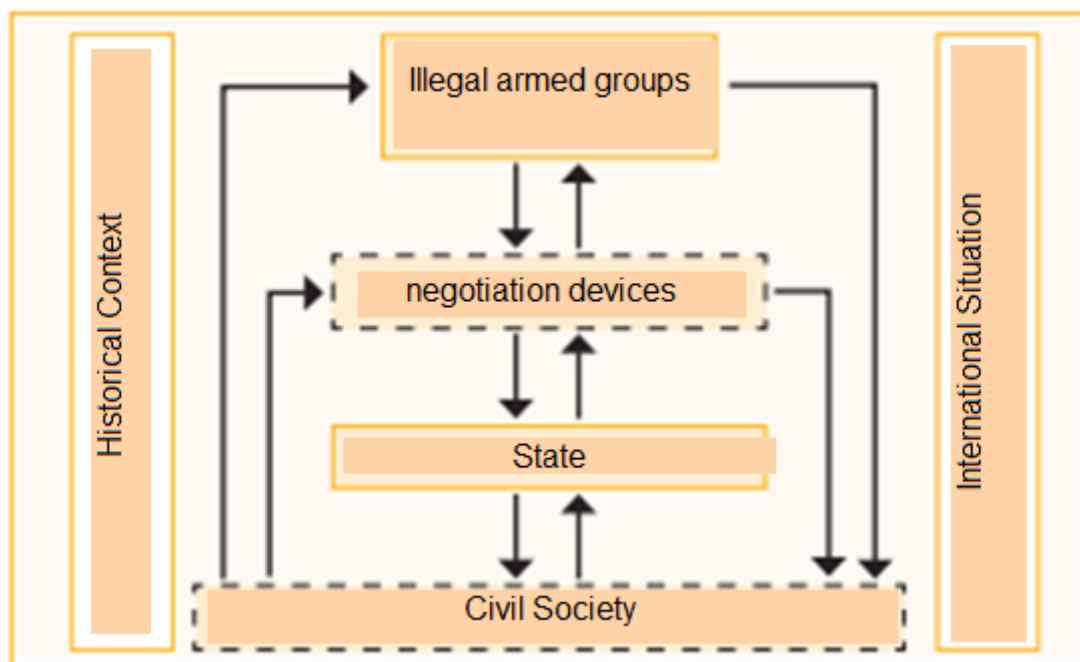 Historical Context
Illegal armed groups
negotiation devices
State
Civil Society
International Situation